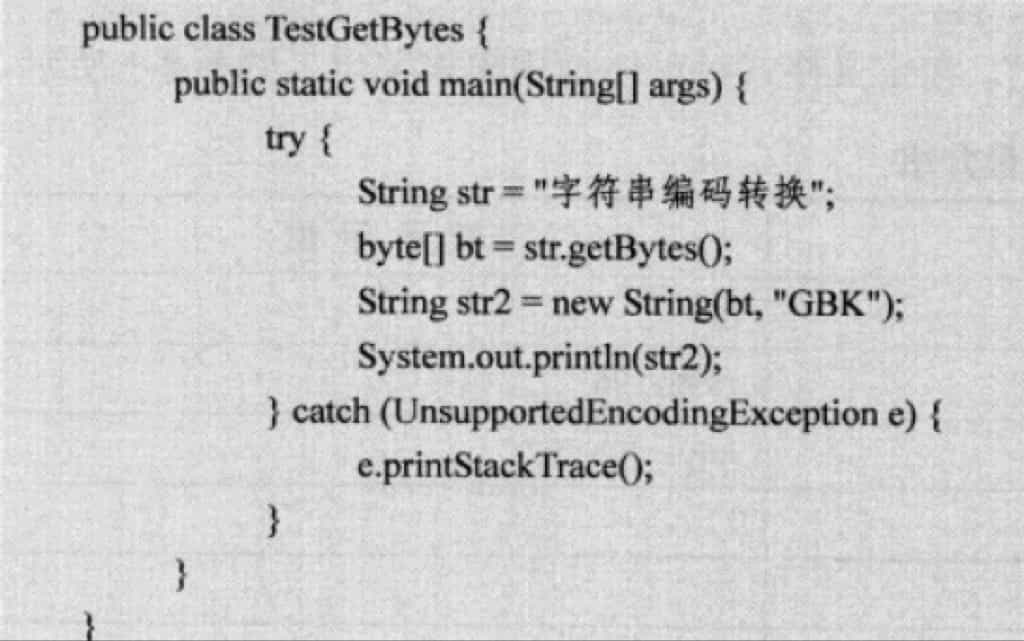 public class TestGetBytes {
public static void main(String[] args) {
try {
String str = "字符串编码转换";
byte[] bt = str.getBytes();
String str2 = new String(bt, "GBK");
System.out.println(str2);
} catch (UnsupportedEncodingException e) {
e.printStackTrace();
}
}
}